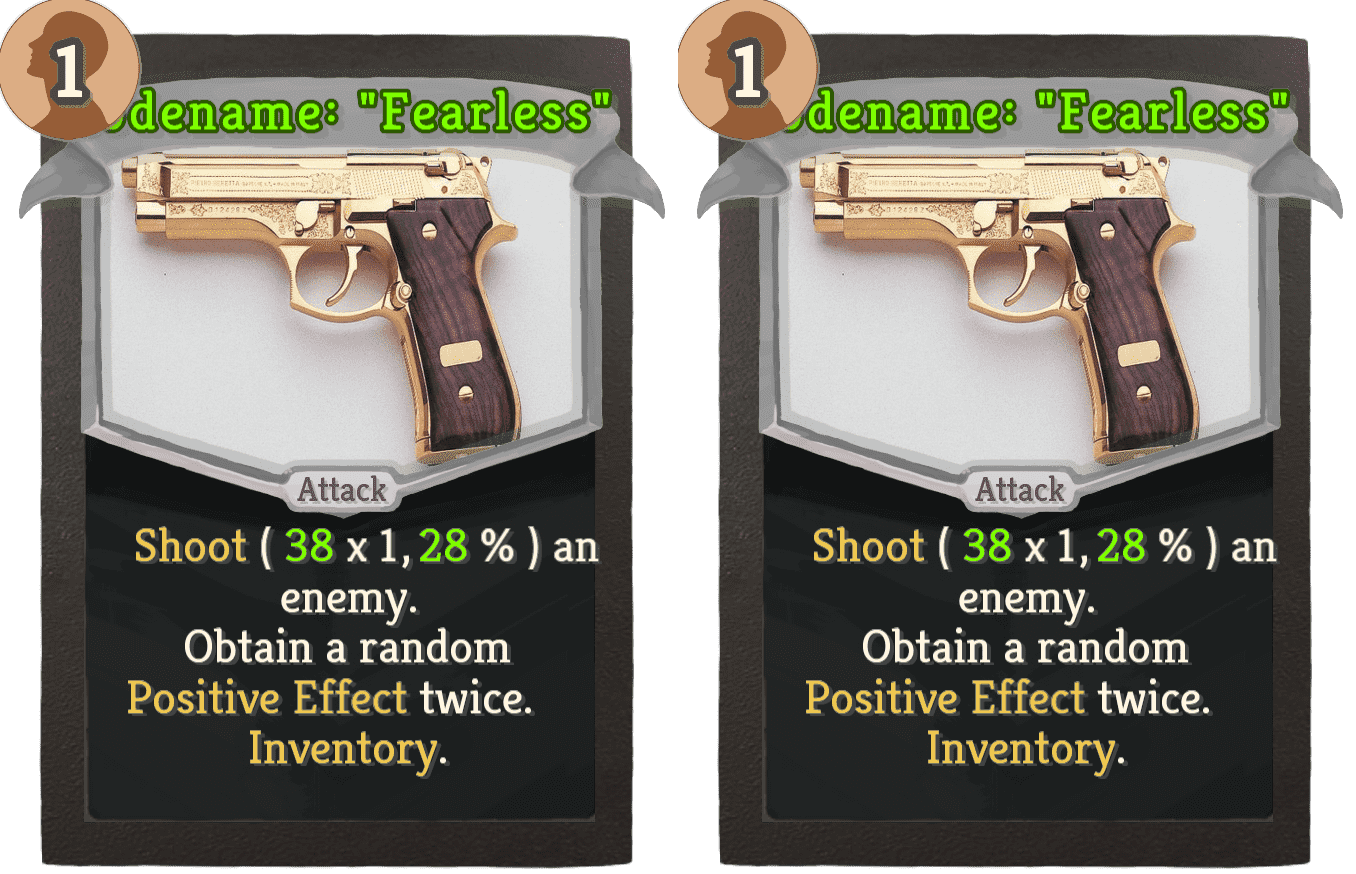 1
odename: "Fearless"
Attack
Shoot ( 38 x 1, 28 % ) an
enemy.
Obtain a random
Positive Effect twice.
Inventory.
1
odename: "Fearless"
Attack
Shoot ( 38 x 1, 28 % ) an
enemy.
Obtain a random
Positive Effect twice.
Inventory.